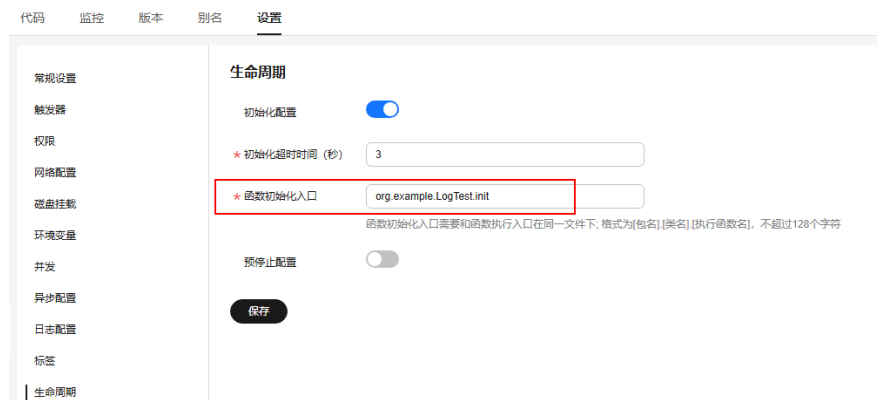 代码 监控 版本 别名 设置
常规设置
触发器
权限
网络配置
磁盘挂载
环境变量
并发
异步配置
日志配置
标签
生命周期
生命周期
初始化配置
* 初始化超时时间（秒） 3
* 函数初始化入口 org.example.LogTest.init
函数初始化入口需要和函数执行入口在同一文件下; 格式为[包名].[类名].[执行函数名]，不超过128个字符
预停止配置
保存